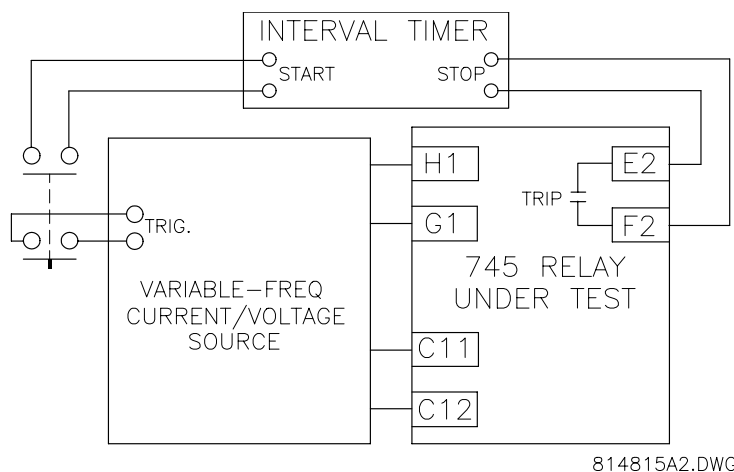 INTERVAL TIMER
START
STOP
H1
G1
E2
TRIP
F2
TRIG.
745 RELAY
UNDER TEST
VARIABLE-FREQ
CURRENT/VOLTAGE
SOURCE
C11
C12
814815A2.DWG